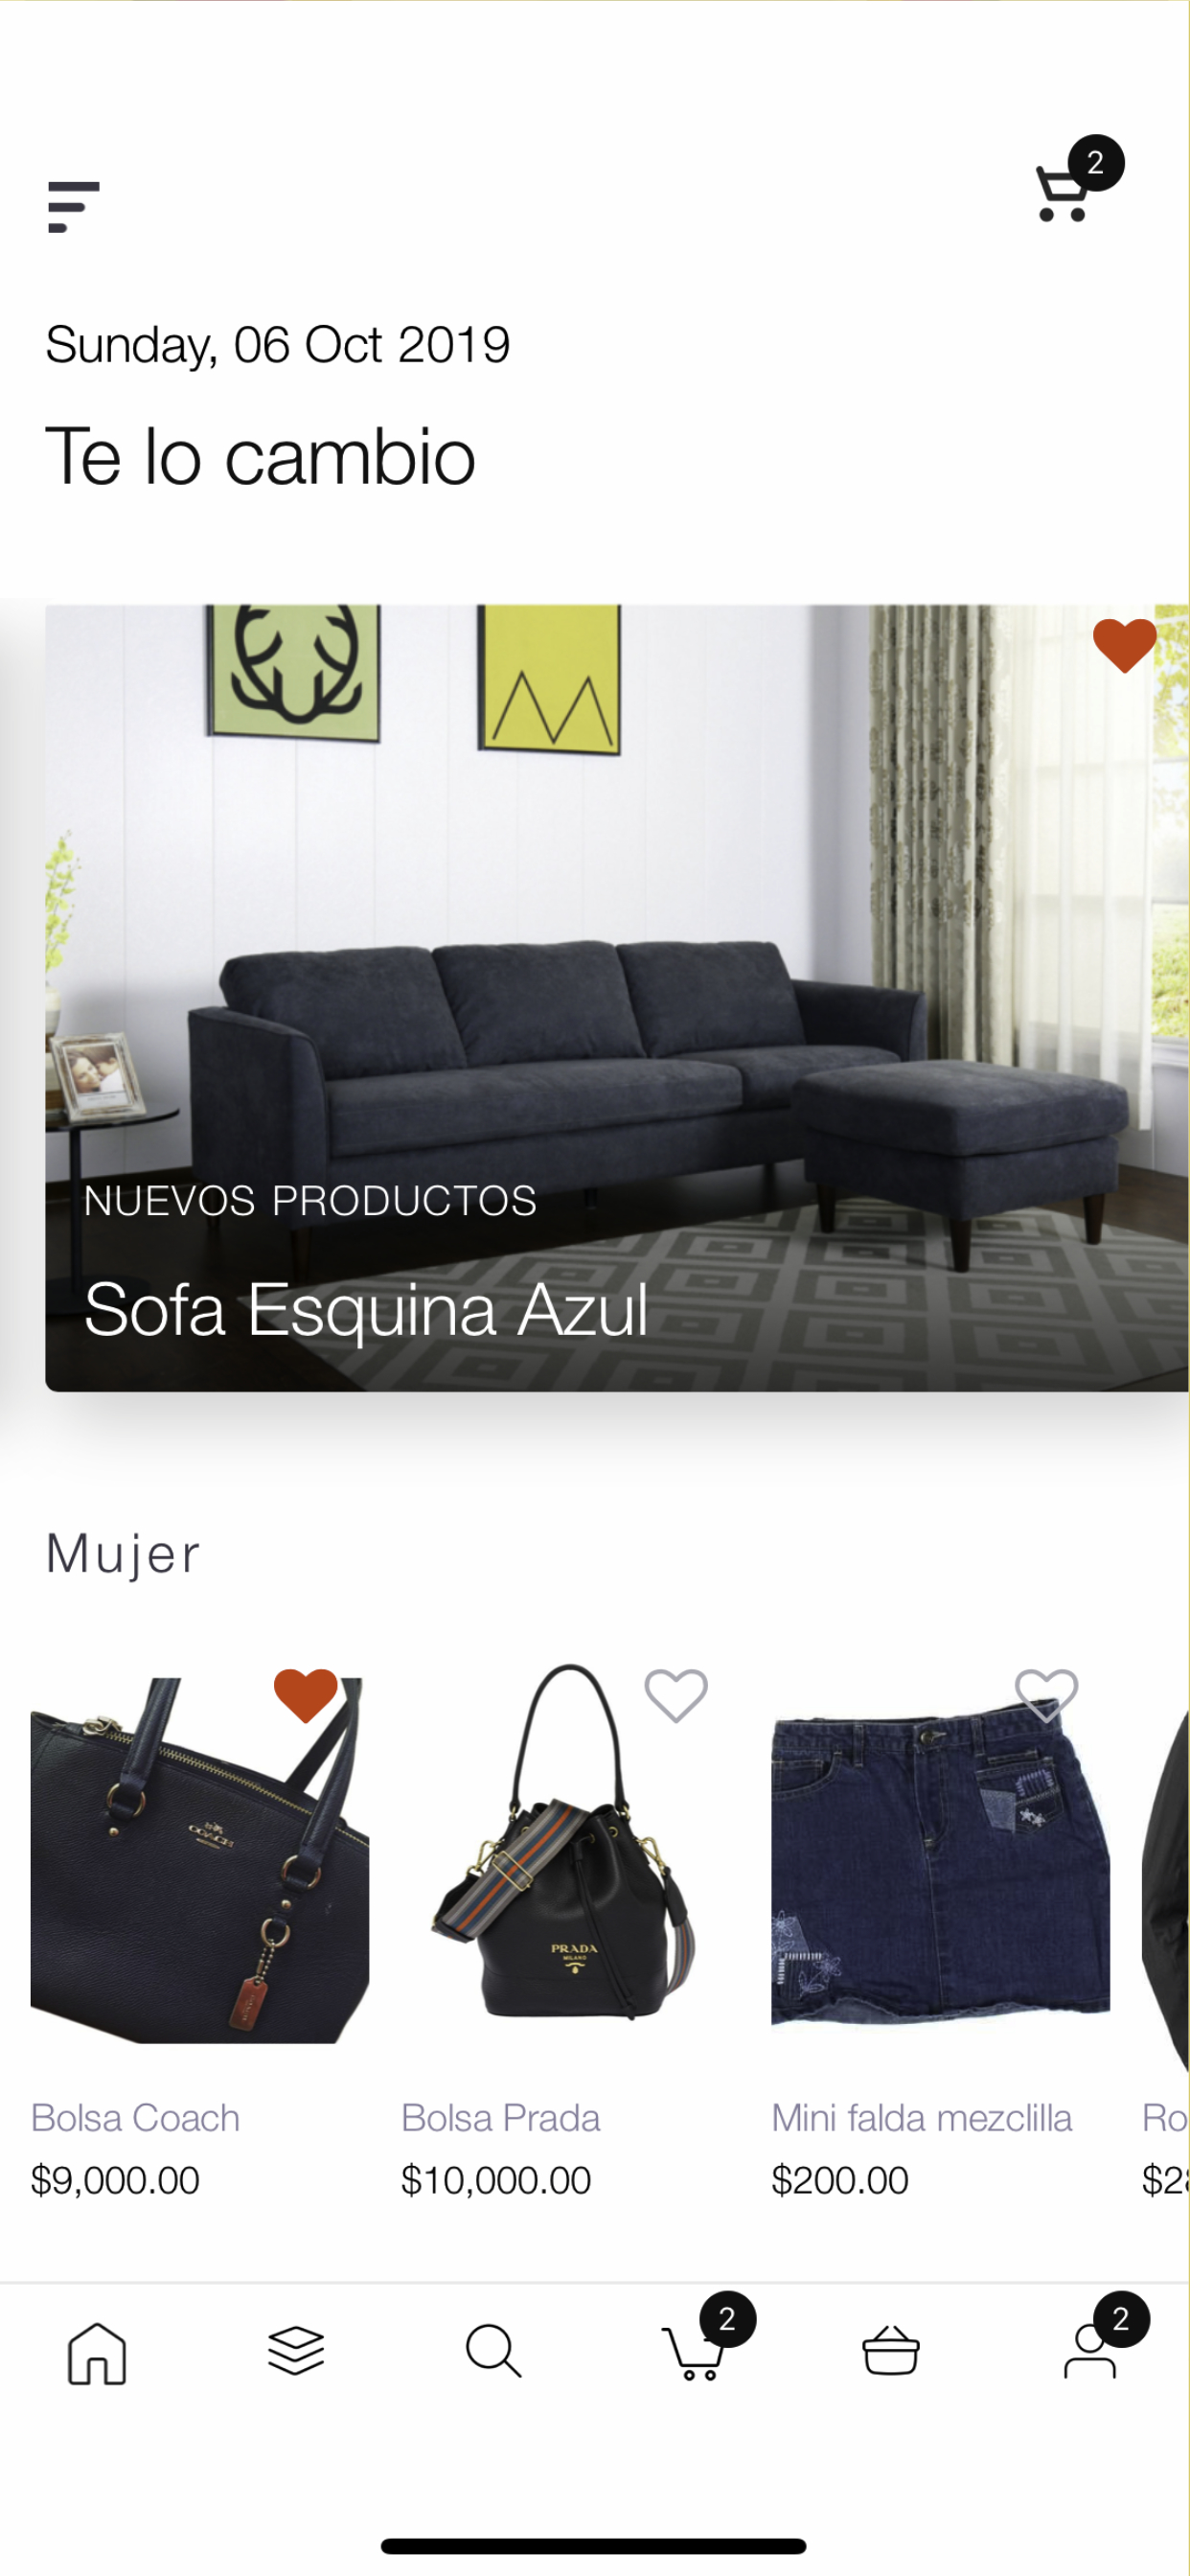 2
Sunday, 06 Oct 2019
Te lo cambio
NUEVOS PRODUCTOS
Sofa Esquina Azul
Mujer
COACH
PRADA
MILANO
Bolsa Coach
Bolsa Prada
Mini falda mezclilla
Ro
$9,000.00
$10,000.00
$200.00
$28
2
2